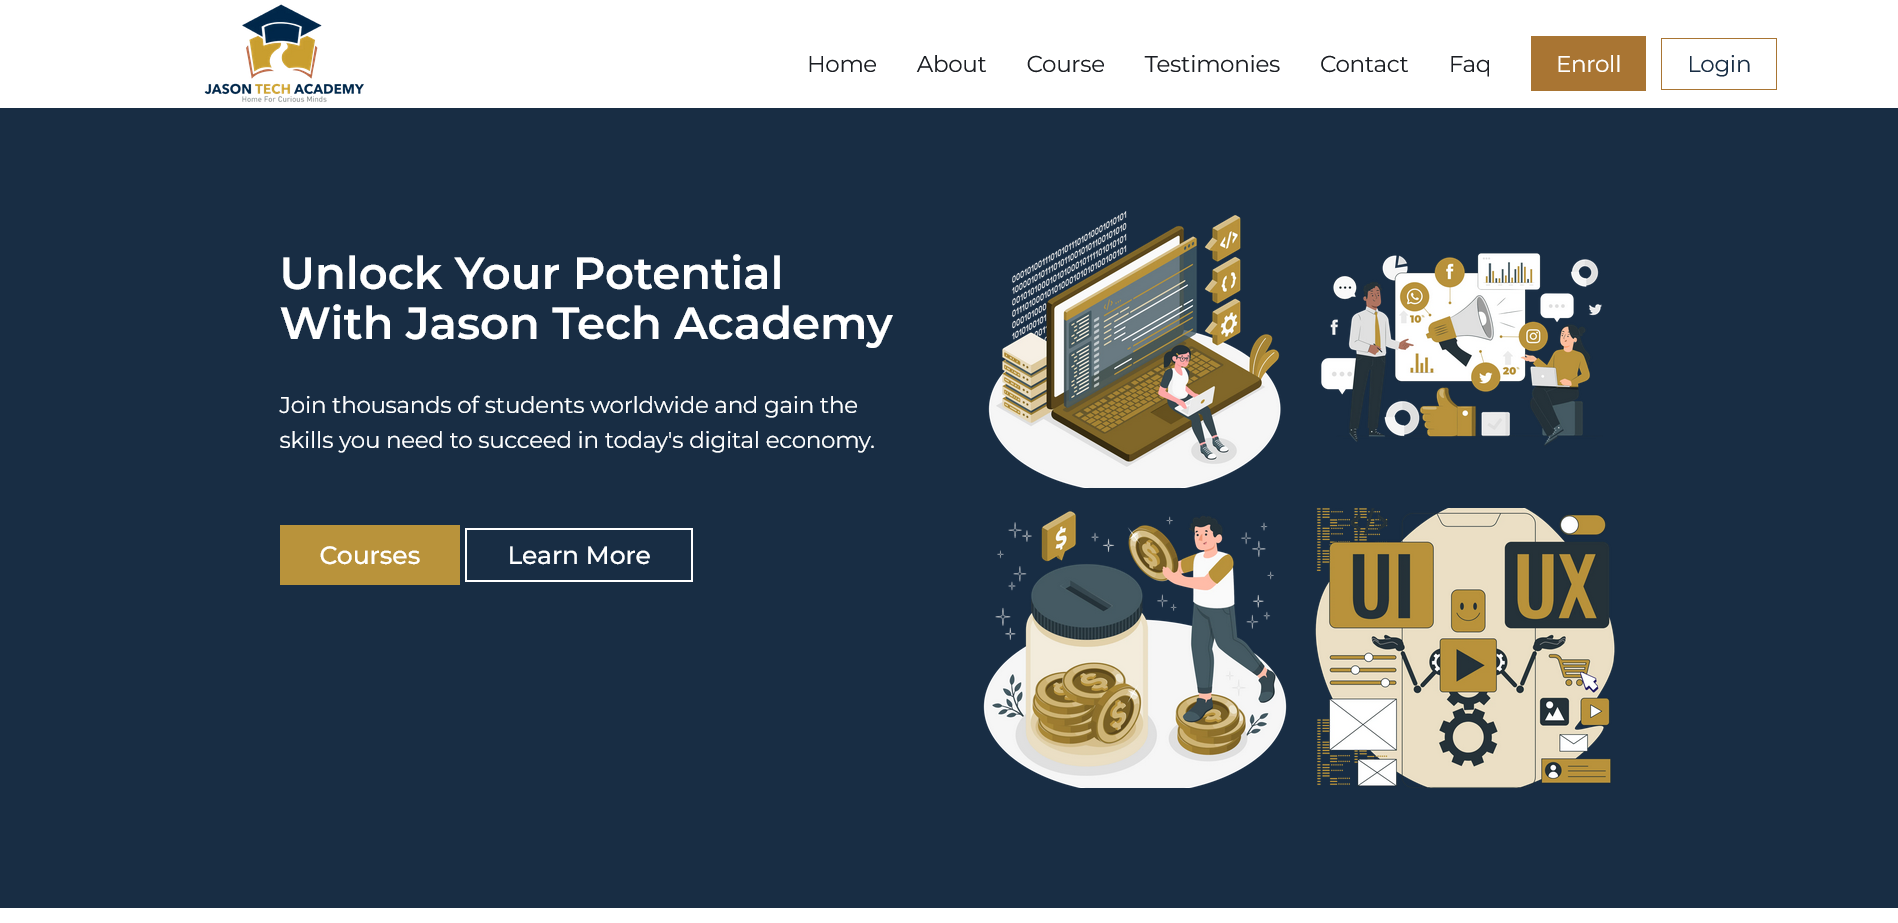 JASON TECH ACADEMY
Home For Curious Minds
Home About Course Testimonies Contact Faq Enroll Login
Unlock Your Potential
With Jason Tech Academy
Join thousands of students worldwide and gain the
skills you need to succeed in today's digital economy.
Courses Learn More
10
20
UI UX